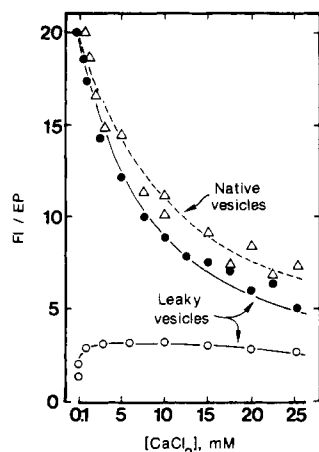 20
15
10
5
0
FI / EP
Native
vesicles
Leaky
vesicles
0.1 5 10 15 20 25
[CaCl2], mM